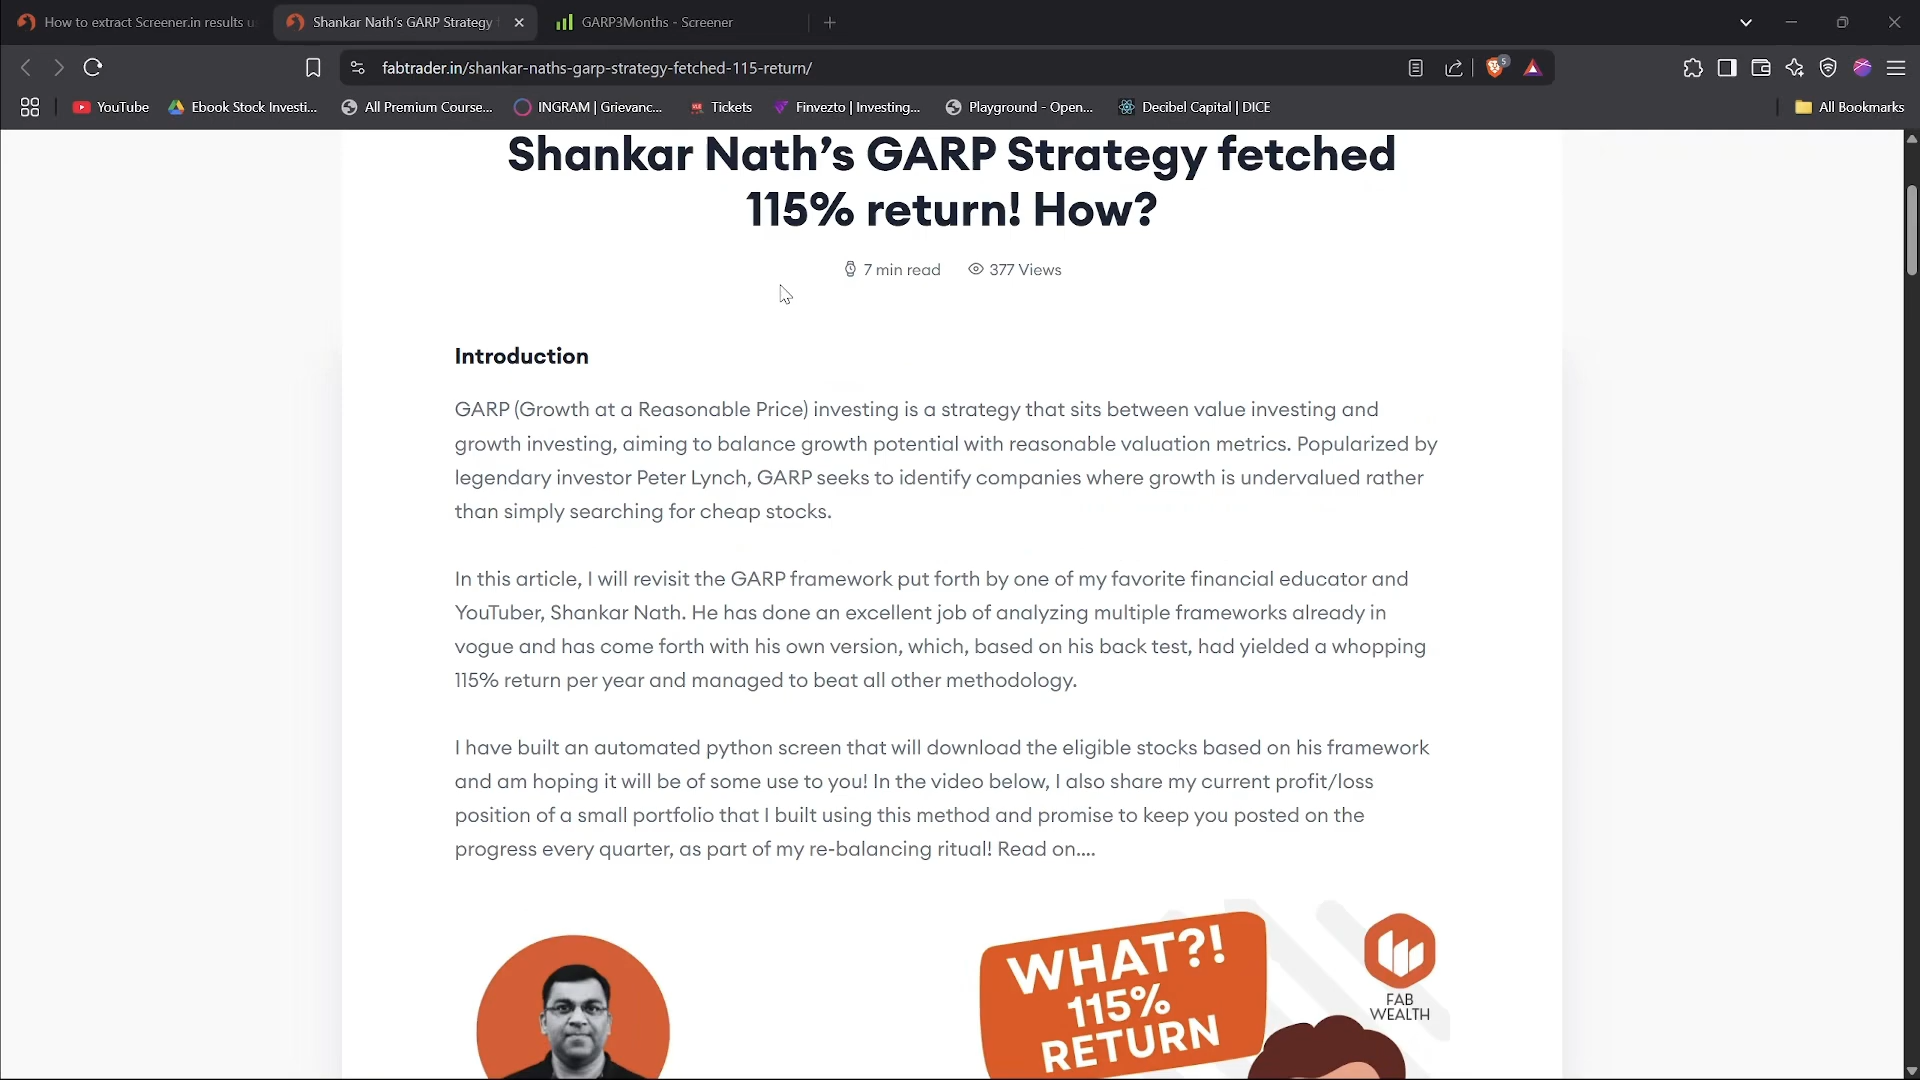 How to extract Screener.in results u
Shankar Nath's GARP Strategy
GARP3Months - Screener
fabtrader.in/shankar-naths-garp-strategy-fetched-115-return/
5
YouTube
Ebook Stock Investi...
All Premium Course...
INGRAM | Grievanc...
Tickets
Finvezto | Investing...
Playground - Open...
Decibel Capital | DICE
All Bookmarks
Shankar Nath’s GARP Strategy fetched
115% return! How?
7 min read
377 Views
Introduction
GARP (Growth at a Reasonable Price) investing is a strategy that sits between value investing and
growth investing, aiming to balance growth potential with reasonable valuation metrics. Popularized by
legendary investor Peter Lynch, GARP seeks to identify companies where growth is undervalued rather
than simply searching for cheap stocks.
In this article, I will revisit the GARP framework put forth by one of my favorite financial educator and
YouTuber, Shankar Nath. He has done an excellent job of analyzing multiple frameworks already in
vogue and has come forth with his own version, which, based on his back test, had yielded a whopping
115% return per year and managed to beat all other methodology.
I have built an automated python screen that will download the eligible stocks based on his framework
and am hoping it will be of some use to you! In the video below, I also share my current profit/loss
position of a small portfolio that I built using this method and promise to keep you posted on the
progress every quarter, as part of my re-balancing ritual! Read on....
WHAT?!
115%
RETURN
FAB
WEALTH